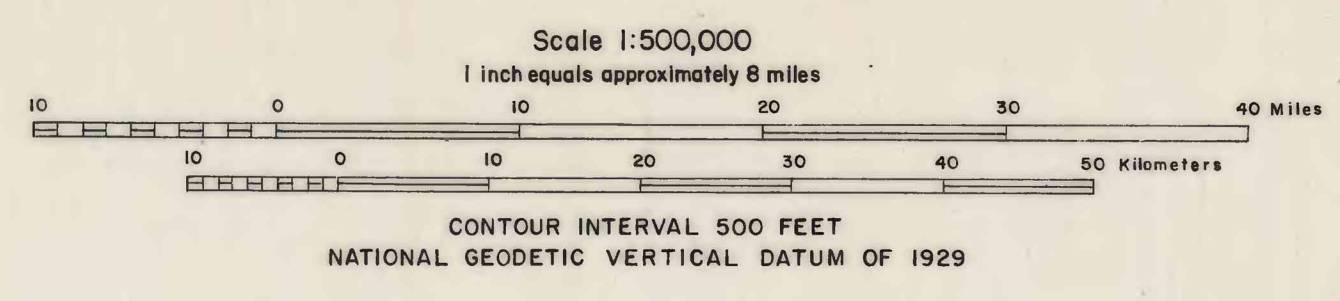 Scale 1:500,000
1 inch equals approximately 8 miles
10 0 10 20 30 40 Miles
10 0 10 20 30 40 50 Kilometers
CONTOUR INTERVAL 500 FEET
NATIONAL GEODETIC VERTICAL DATUM OF 1929